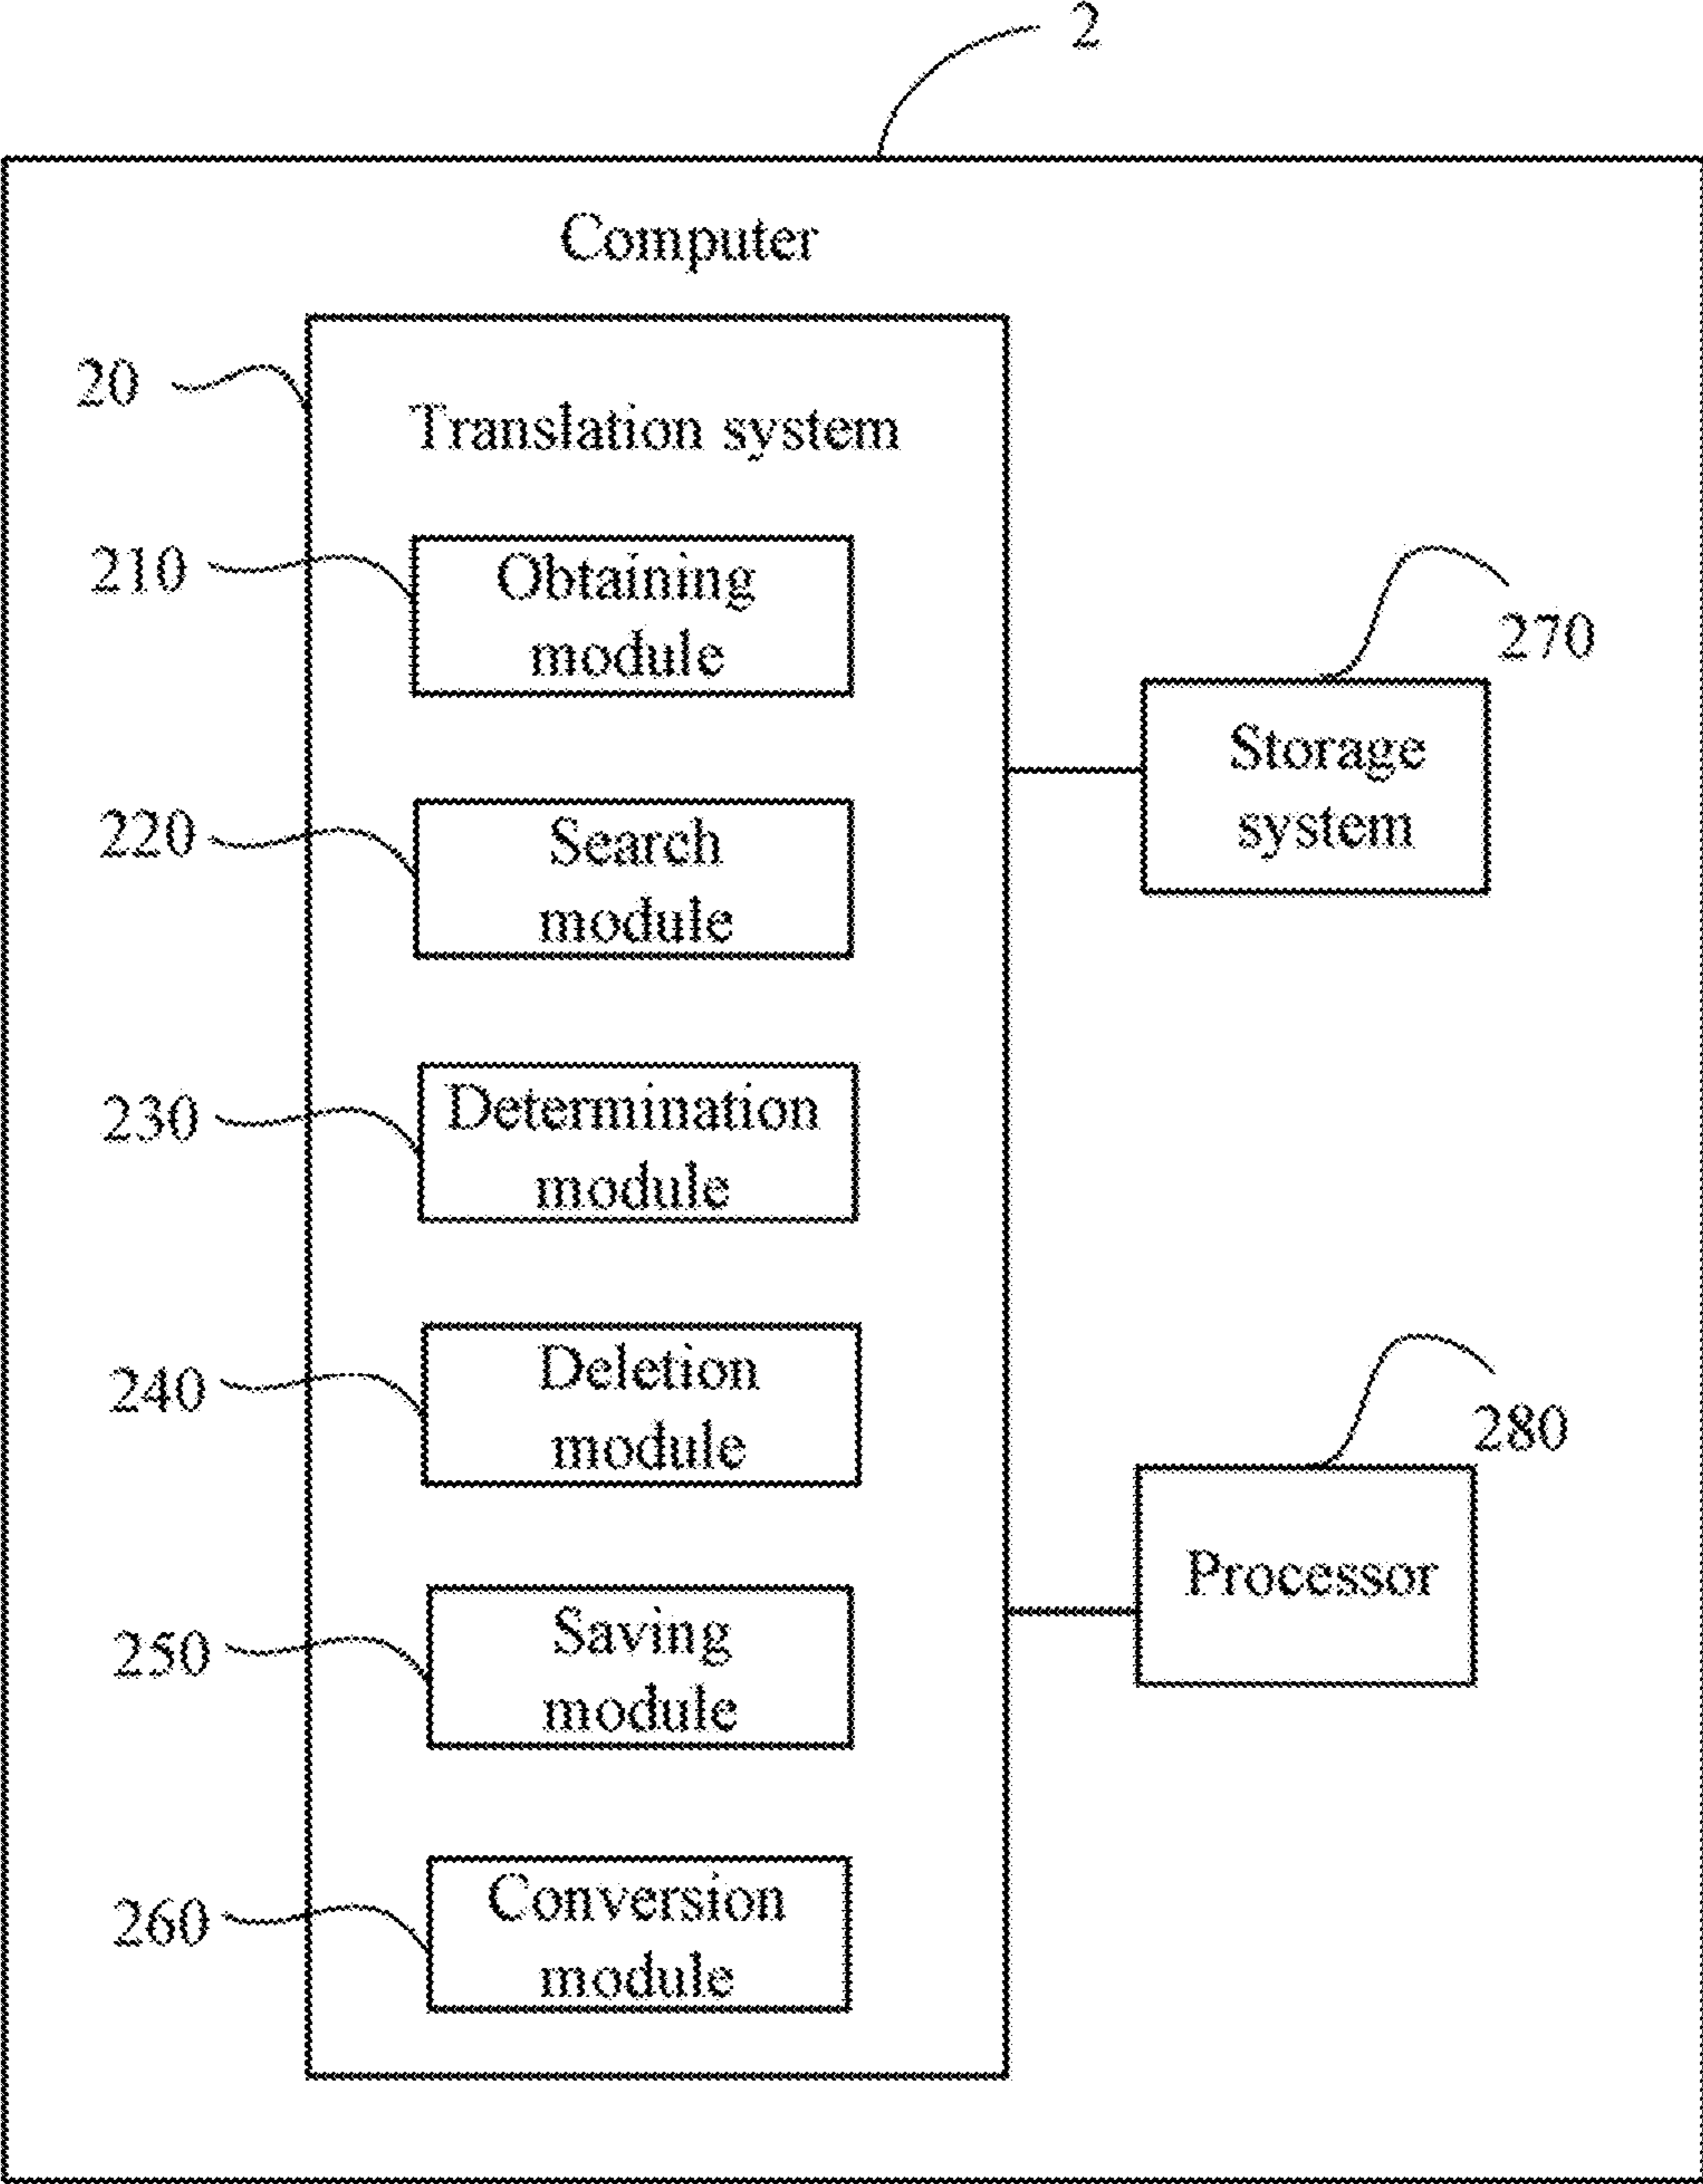 2
Computer
20
Translation system
210
Obtaining
module
220
Search
module
230
Determination
module
240
Deletion
module
250
Saving
module
260
Conversion
module
270
Storage
system
280
Processor